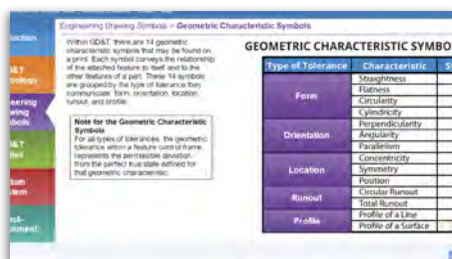 Engineering Drawing Symbols > Geometric Characteristic Symbols
Within GD&T, there are 14 geometric
characteristic symbols that may be found on
a print. Each symbol conveys the relationship
of the attached feature to itself and to the
other features of a part. These 14 symbols
are grouped by the type of tolerance they
communicate: form, orientation, location,
runout, and profile.
Note for the Geometric Characteristic
Symbols
For all types of tolerances, the geometric
tolerance within a feature control frame
represents the permissible deviation
from the perfect true state defined for
that geometric characteristic.
GEOMETRIC CHARACTERISTIC SYMBO
Type of Tolerance Characteristic S
Form
Straightness
Flatness
Circularity
Cylindricity
Orientation
Perpendicularity
Angularity
Parallelism
Location
Concentricity
Symmetry
Position
Runout
Circular Runout
Total Runout
Profile
Profile of a Line
Profile of a Surface